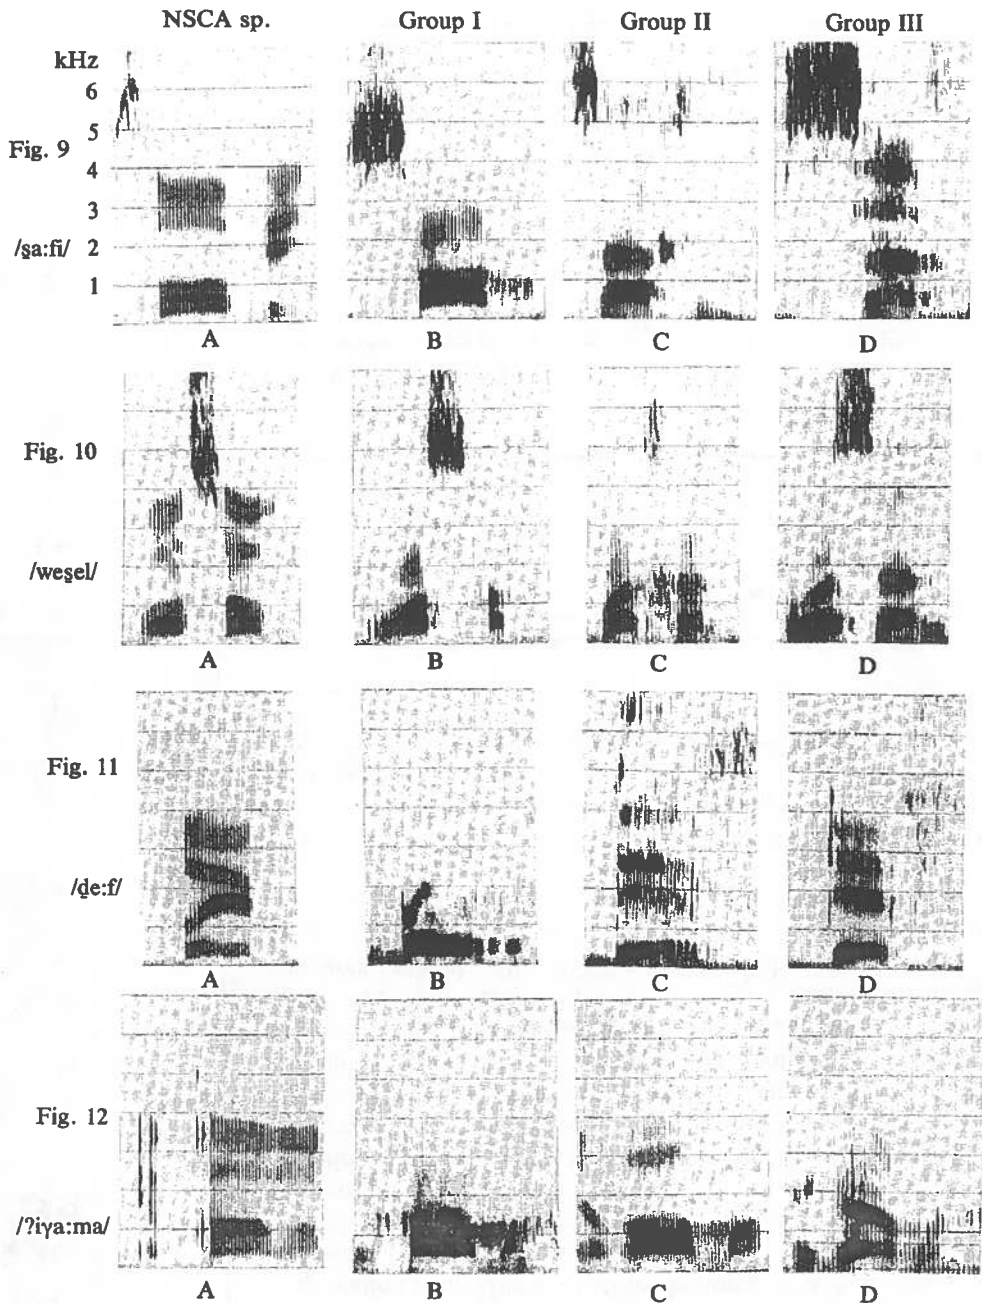 NSCA sp. Group I Group II Group III
kHz
6
5
Fig. 9
4
3
/ṣa:fi/ 2
1
A B C D
Fig. 10
/weṣel/
A B C D
Fig. 11
/ḍe:f/
A B C D
Fig. 12
/?iγa:ma/
A B C D